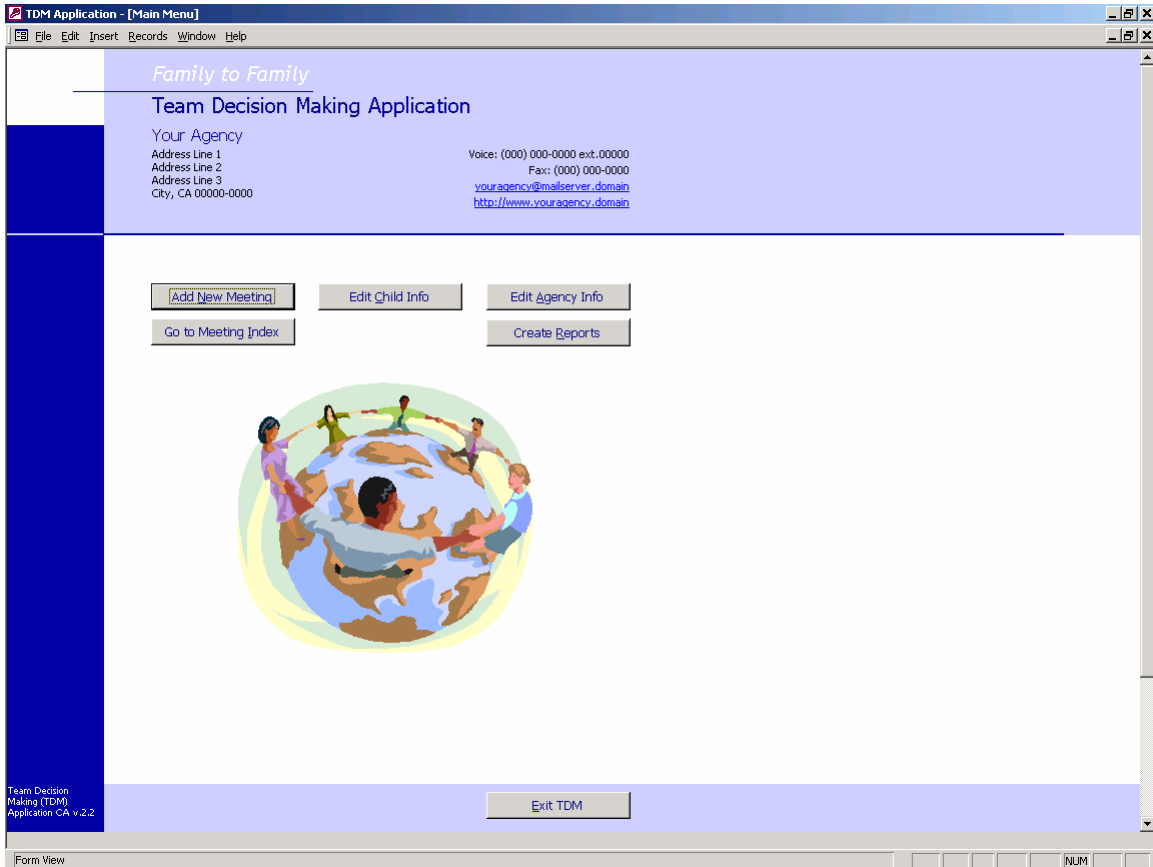 TDM Application - [Main Menu]
File Edit Insert Records Window Help
Family to Family
Team Decision Making Application
Your Agency
Address Line 1
Address Line 2
Address Line 3
City, CA 00000-0000
Voice: (000) 000-0000 ext.00000
Fax: (000) 000-0000
youragency@mailserver.domain
http://www.youragency.domain
Add New Meeting Edit Child Info Edit Agency Info
Go to Meeting Index Create Reports
Team Decision
Making (TDM)
Application CA v.2.2
Exit TDM
Form View NUM